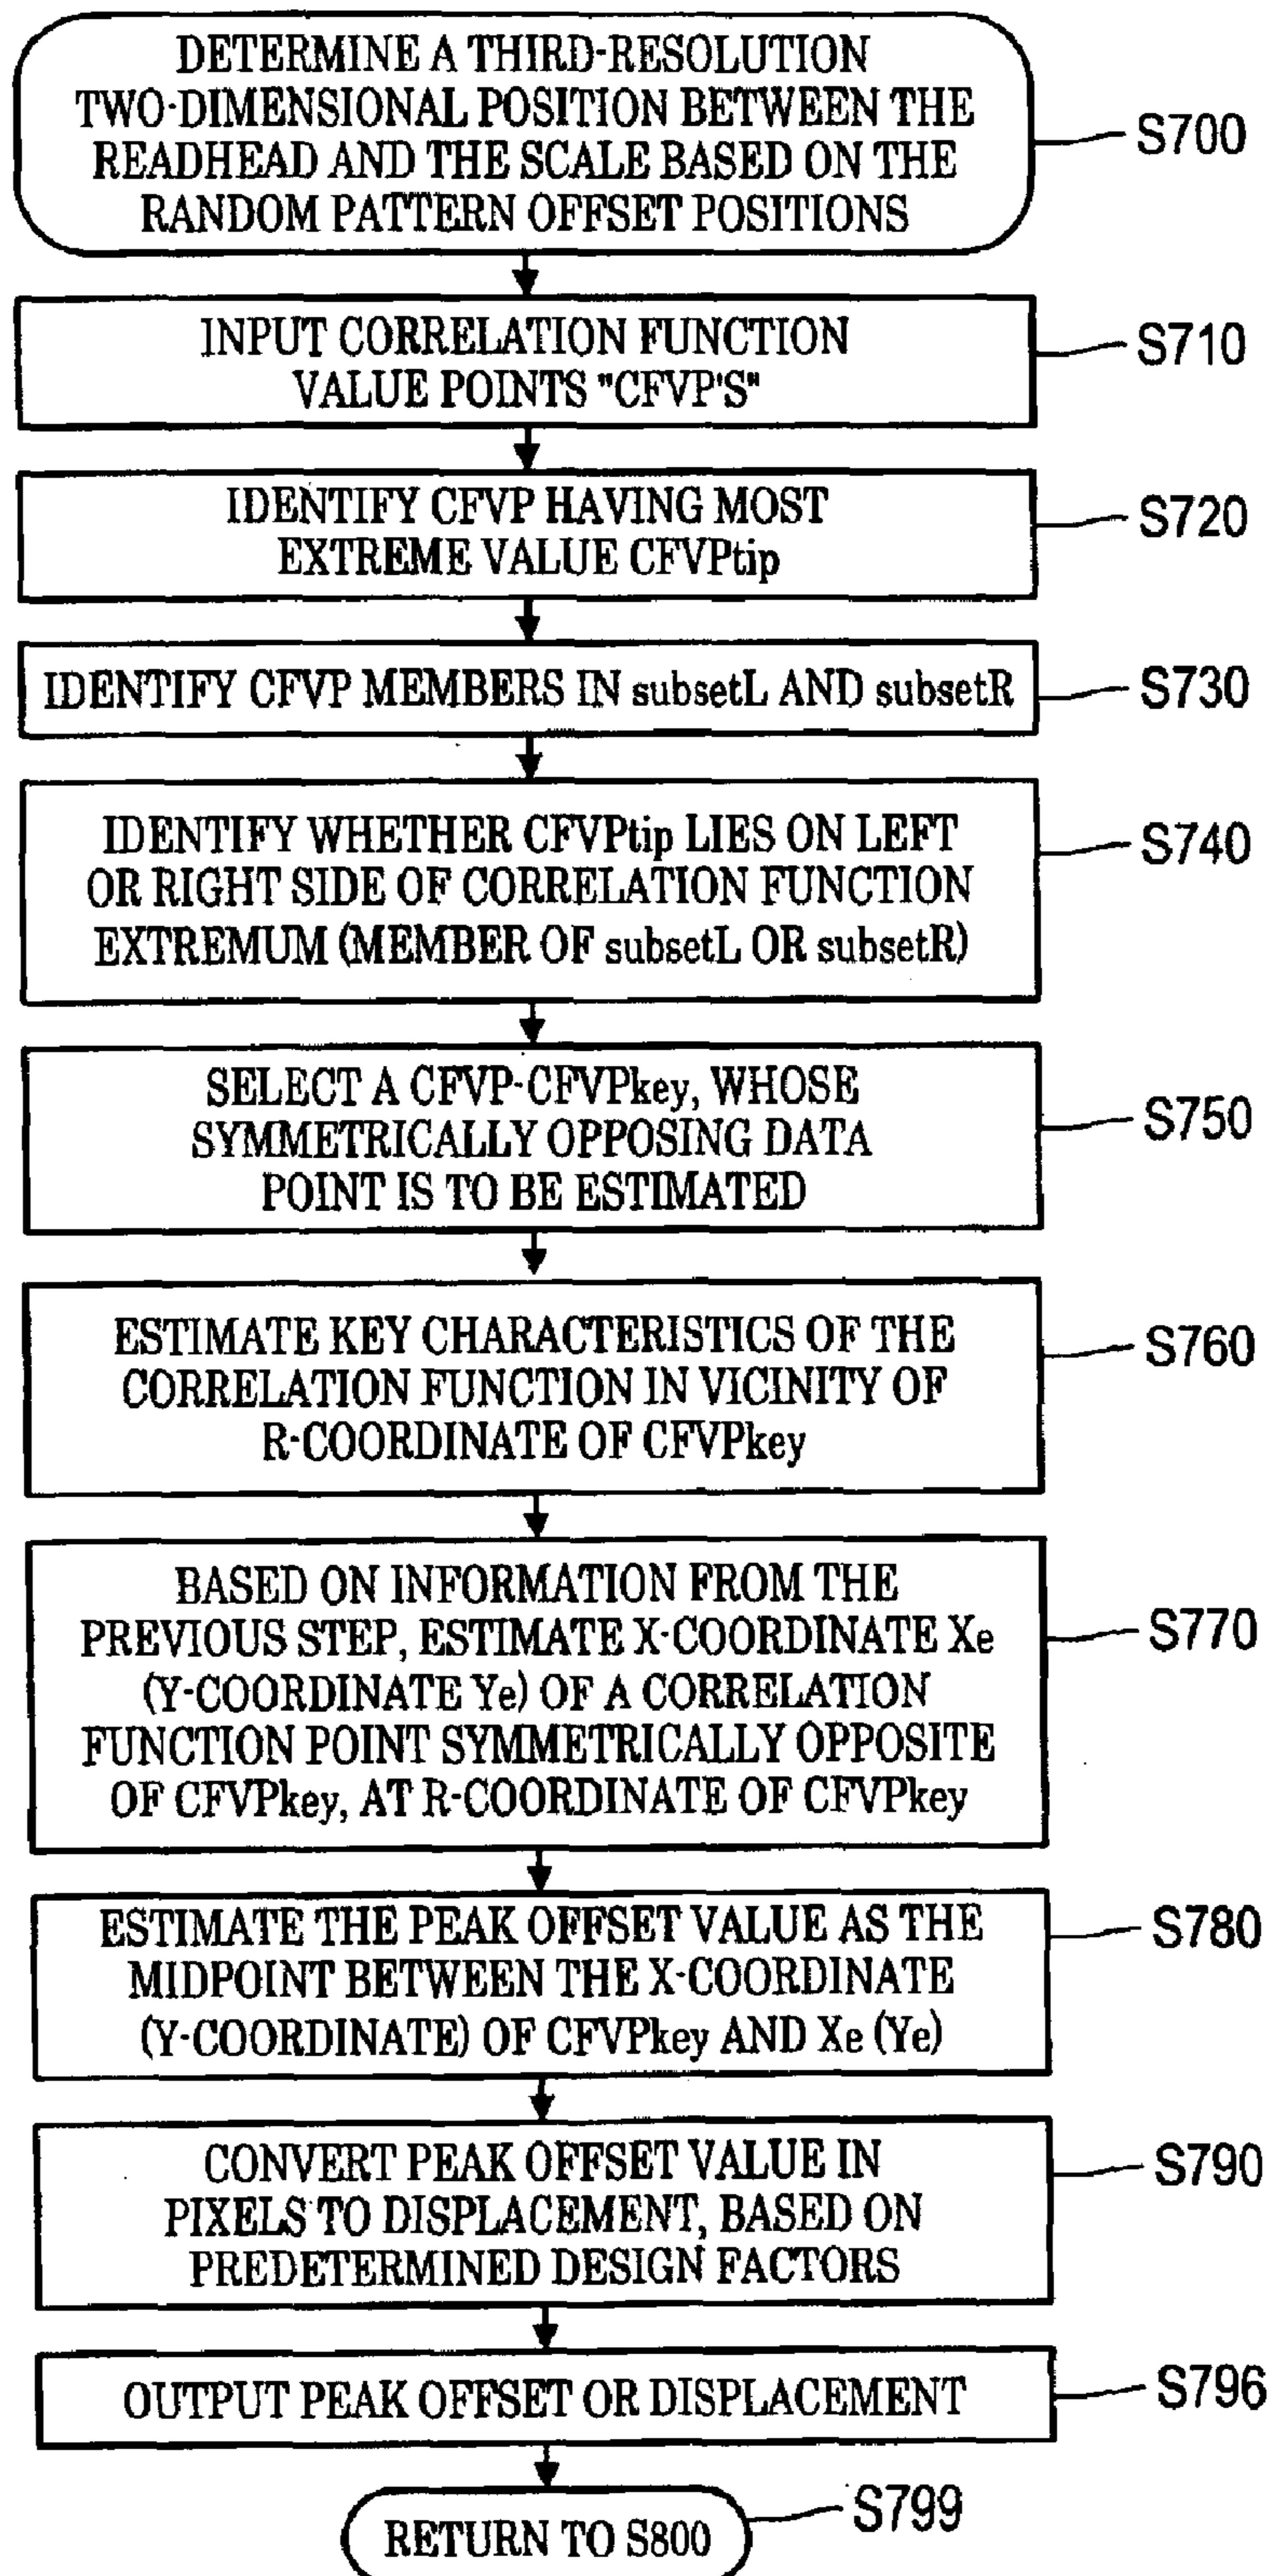 DETERMINE A THIRD-RESOLUTION
TWO-DIMENSIONAL POSITION BETWEEN THE
READHEAD AND THE SCALE BASED ON THE
RANDOM PATTERN OFFSET POSITIONS
S700
INPUT CORRELATION FUNCTION
VALUE POINTS "CFVP'S"
S710
IDENTIFY CFVP HAVING MOST
EXTREME VALUE CFVPtip
S720
IDENTIFY CFVP MEMBERS IN subsetL AND subsetR
S730
IDENTIFY WHETHER CFVPtip LIES ON LEFT
OR RIGHT SIDE OF CORRELATION FUNCTION
EXTREMUM (MEMBER OF subsetL OR subsetR)
S740
SELECT A CFVP-CFVPkey, WHOSE
SYMMETRICALLY OPPOSING DATA
POINT IS TO BE ESTIMATED
S750
ESTIMATE KEY CHARACTERISTICS OF THE
CORRELATION FUNCTION IN VICINITY OF
R-COORDINATE OF CFVPkey
S760
BASED ON INFORMATION FROM THE
PREVIOUS STEP, ESTIMATE X-COORDINATE Xe
(Y-COORDINATE Ye) OF A CORRELATION
FUNCTION POINT SYMMETRICALLY OPPOSITE
OF CFVPkey, AT R-COORDINATE OF CFVPkey
S770
ESTIMATE THE PEAK OFFSET VALUE AS THE
MIDPOINT BETWEEN THE X-COORDINATE
(Y-COORDINATE) OF CFVPkey AND Xe (Ye)
S780
CONVERT PEAK OFFSET VALUE IN
PIXELS TO DISPLACEMENT, BASED ON
PREDETERMINED DESIGN FACTORS
S790
OUTPUT PEAK OFFSET OR DISPLACEMENT
S796
RETURN TO S800
S799